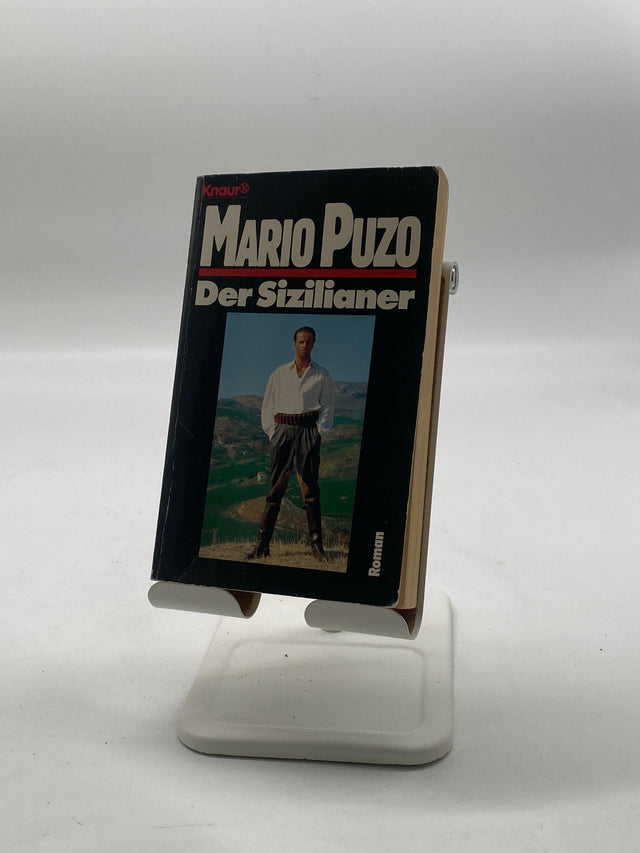 Knaur®
MARIO PUZO
Der Sizilianer
Roman